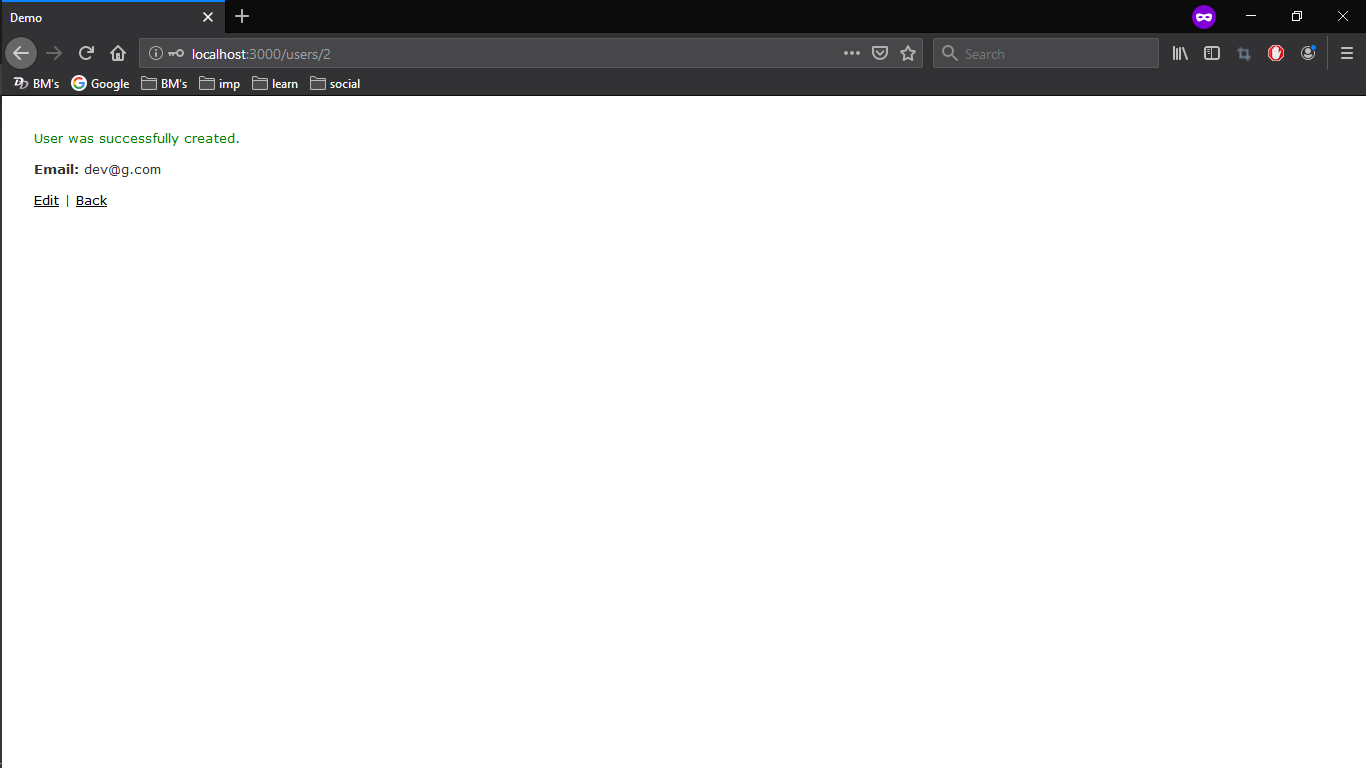 Demo
localhost:3000/users/2
Search
BM's Google BM's imp learn social
User was successfully created.
Email: dev@g.com
Edit | Back